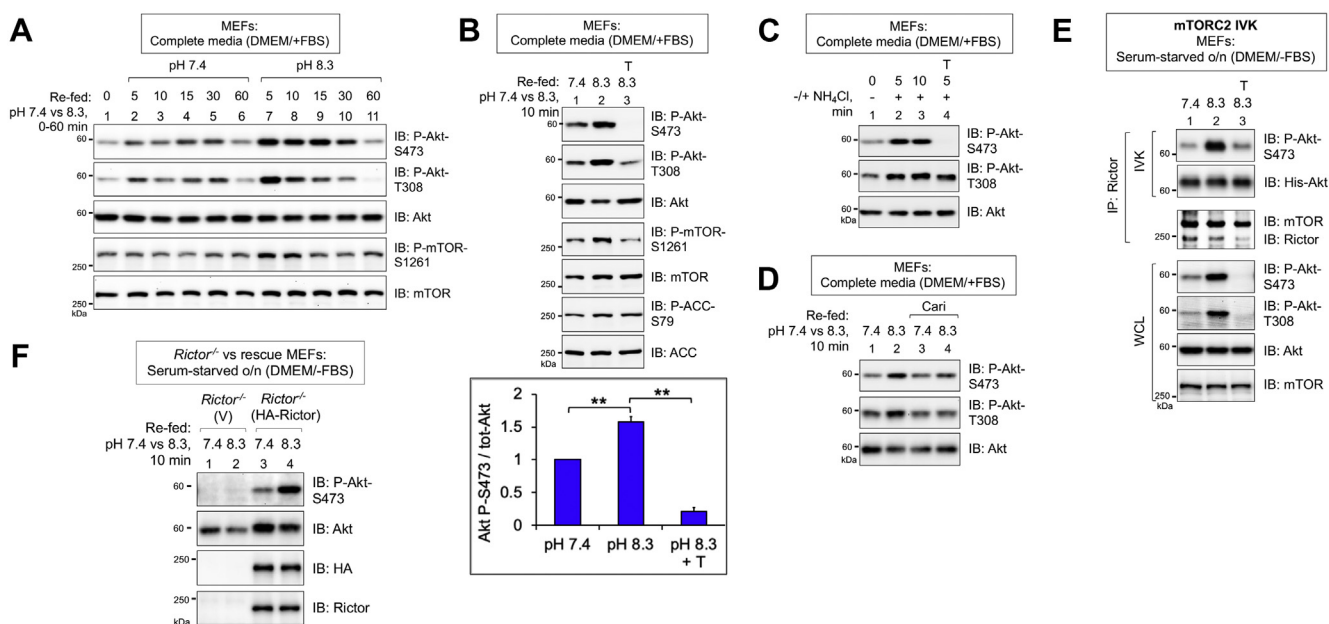 A
MEFs:
Complete media (DMEM/+FBS)
pH 7.4 pH 8.3
Re-fed: 0 5 10 15 30 60 5 10 15 30 60
pH 7.4 vs 8.3,
0-60 min 1 2 3 4 5 6 7 8 9 10 11
60 IB: P-Akt-
S473
60 IB: P-Akt-
T308
60 IB: Akt
250 IB: P-mTOR-
S1261
250 IB: mTOR
kDa
B
MEFs:
Complete media (DMEM/+FBS)
T
Re-fed: 7.4 8.3 8.3
pH 7.4 vs 8.3,
10 min 1 2 3
60 IB: P-Akt-
S473
60 IB: P-Akt-
T308
60 IB: Akt
250 IB: P-mTOR-
S1261
250 IB: mTOR
250 IB: P-ACC-
S79
250 IB: ACC
kDa
Akt P-S473 / tot-Akt
2
1.5
1
0.5
0
** **
pH 7.4 pH 8.3 pH 8.3
+ T
C
MEFs:
Complete media (DMEM/+FBS)
T
0 5 10 5
-/+ NH4Cl, - + + +
min 1 2 3 4
60 IB: P-Akt-
S473
60 IB: P-Akt-
T308
60 IB: Akt
kDa
D
MEFs:
Complete media (DMEM/+FBS)
Cari
Re-fed:
pH 7.4 vs 8.3, 7.4 8.3 7.4 8.3
10 min 1 2 3 4
60 IB: P-Akt-
S473
60 IB: P-Akt-
T308
60 IB: Akt
kDa
E
mTORC2 IVK
MEFs:
Serum-starved o/n (DMEM/-FBS)
T
7.4 8.3 8.3
1 2 3
IP: Rictor
IVK
60 IB: P-Akt-
S473
60 IB: His-Akt
IB: mTOR
250 IB: Rictor
WCL
60 IB: P-Akt-
S473
60 IB: P-Akt-
T308
60 IB: Akt
250 IB: mTOR
kDa
F
Rictor-/- vs rescue MEFs:
Serum-starved o/n (DMEM/-FBS)
Rictor-/- Rictor-/-
(V) (HA-Rictor)
Re-fed:
pH 7.4 vs 8.3, 7.4 8.3 7.4 8.3
10 min 1 2 3 4
60 IB: P-Akt-
S473
60 IB: Akt
250 IB: HA
250 IB: Rictor
kDa